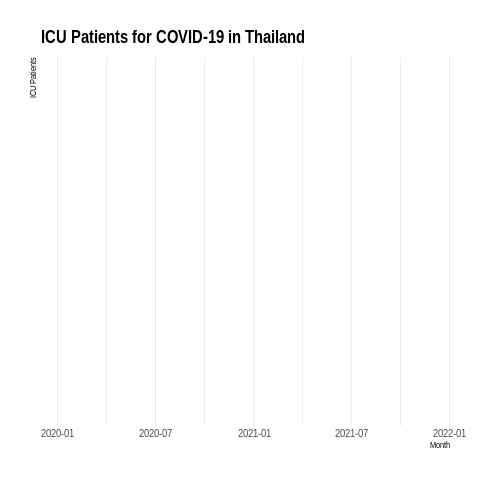 ICU Patients for COVID-19 in Thailand
ICU Patients
2020-01 2020-07 2021-01 2021-07 2022-01
Month